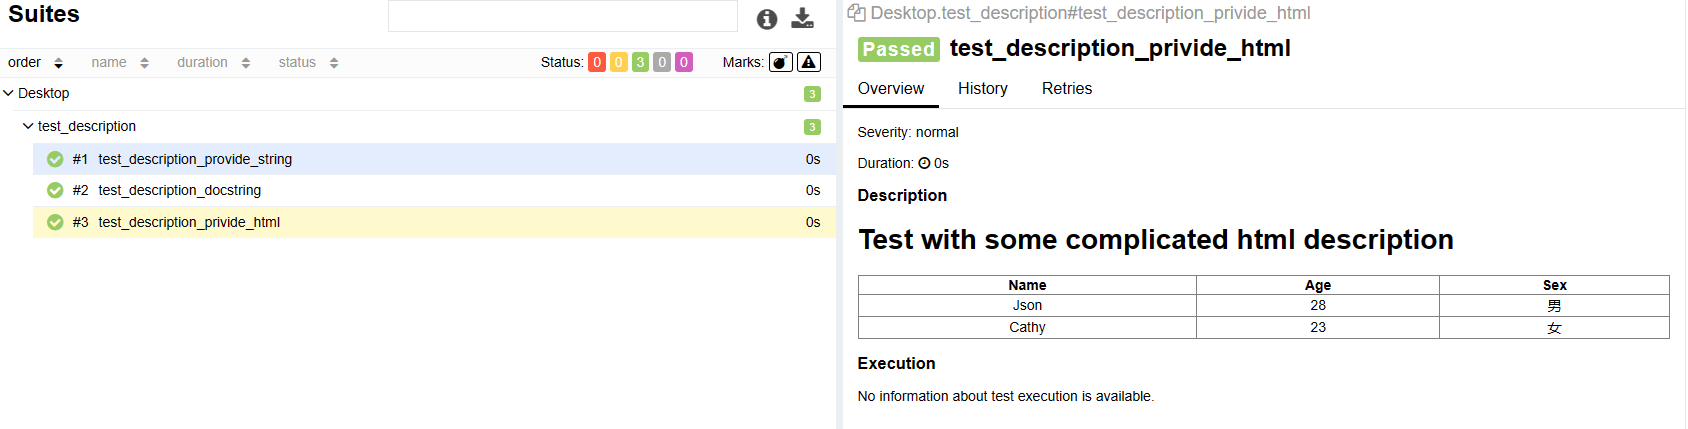 Suites
order name duration status Status: 0 0 3 0 0 Marks:
Desktop 3
test_description 3
#1 test_description_provide_string 0s
#2 test_description_docstring 0s
#3 test_description_privide_html 0s
Desktop.test_description#test_description_privide_html
Passed test_description_privide_html
Overview History Retries
Severity: normal
Duration: 0s
Description
Test with some complicated html description
Name Age Sex
Json 28 男
Cathy 23 女
Execution
No information about test execution is available.